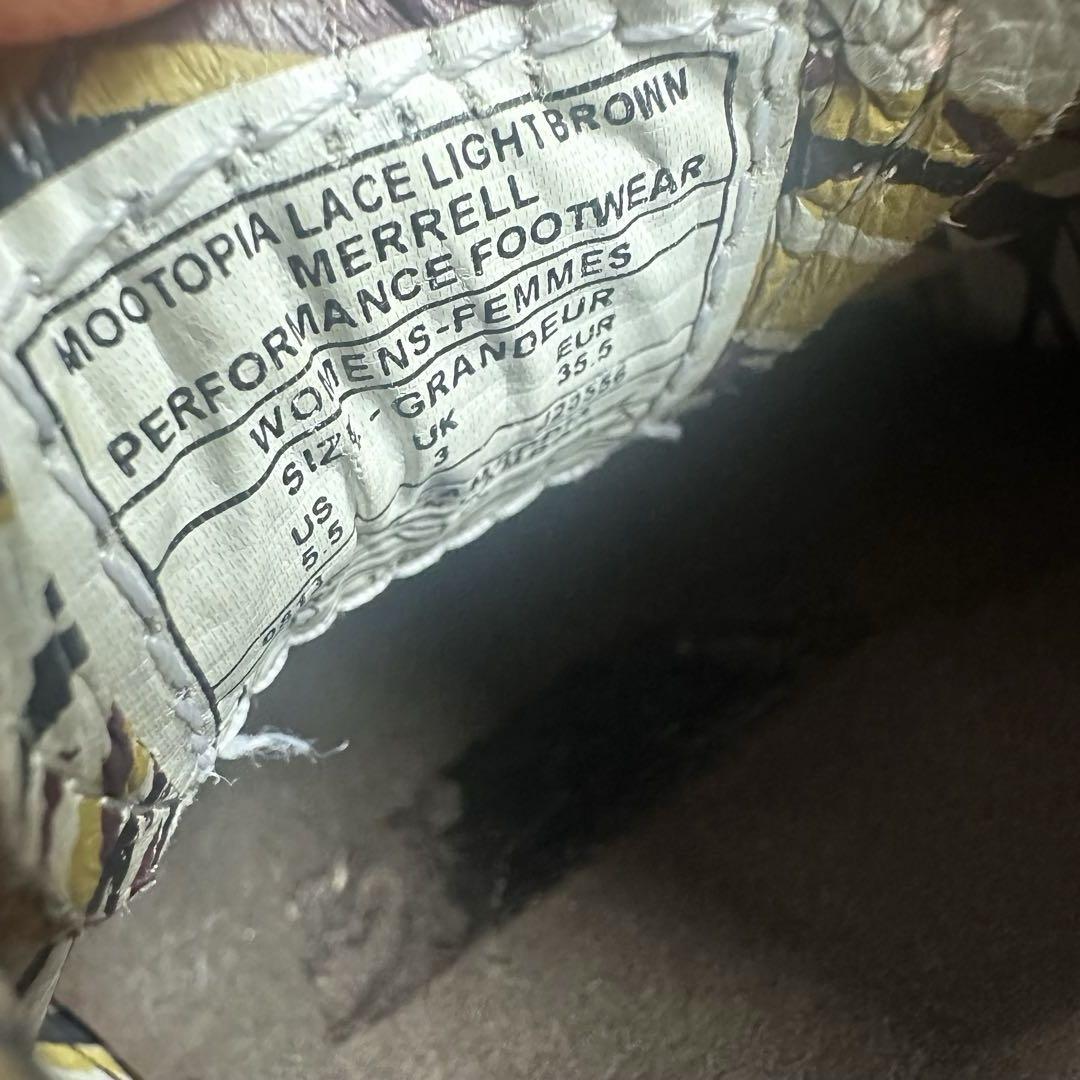 MOOTOPIA LACE LIGHTBROWN
MERRELL
PERFORMANCE FOOTWEAR
WOMENS-FEMMES
SIZE - GRANDEUR
US UK EUR
5.5 3 35.5